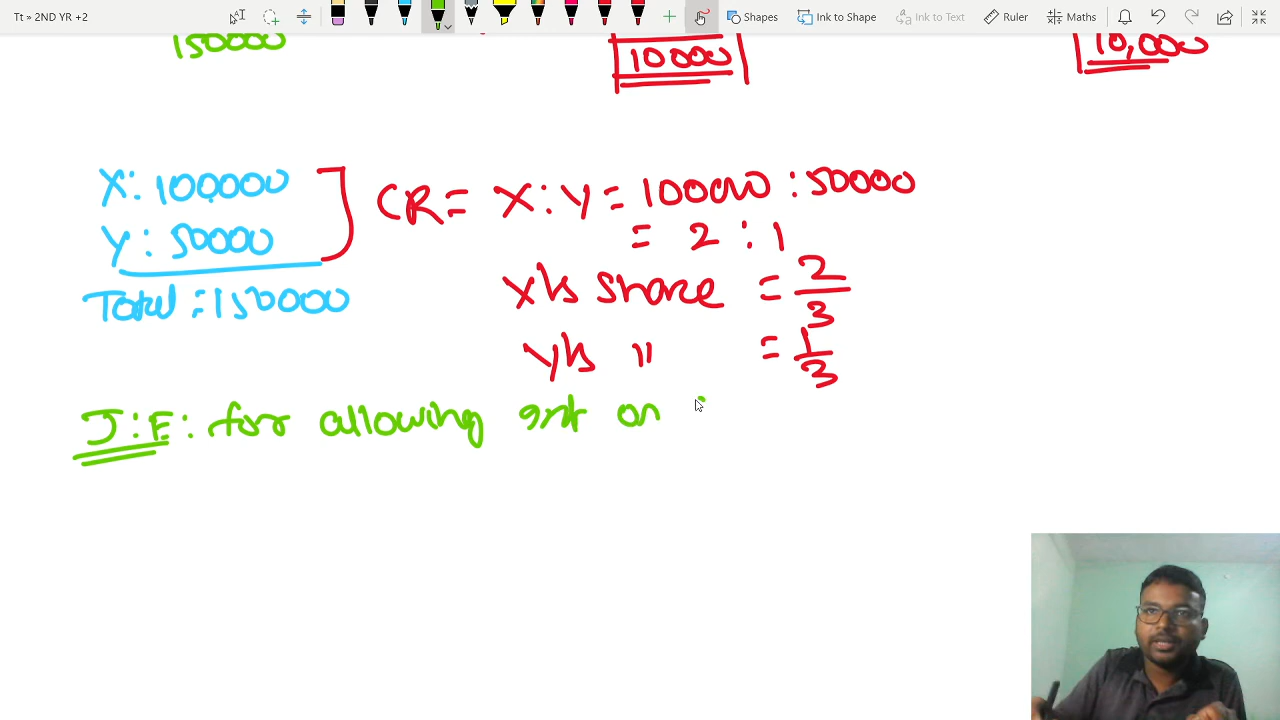 Tt » 2ND YR +2
Shapes
Ink to Shape
Ink to Text
Ruler
Maths
150000
10000
10,000
X: 100000
Y: 50000
Total = 150000
CR = X : Y = 100000 : 50000
= 2 : 1
X's share = 2/3
Y's " = 1/3
J:E: for allowing Int on